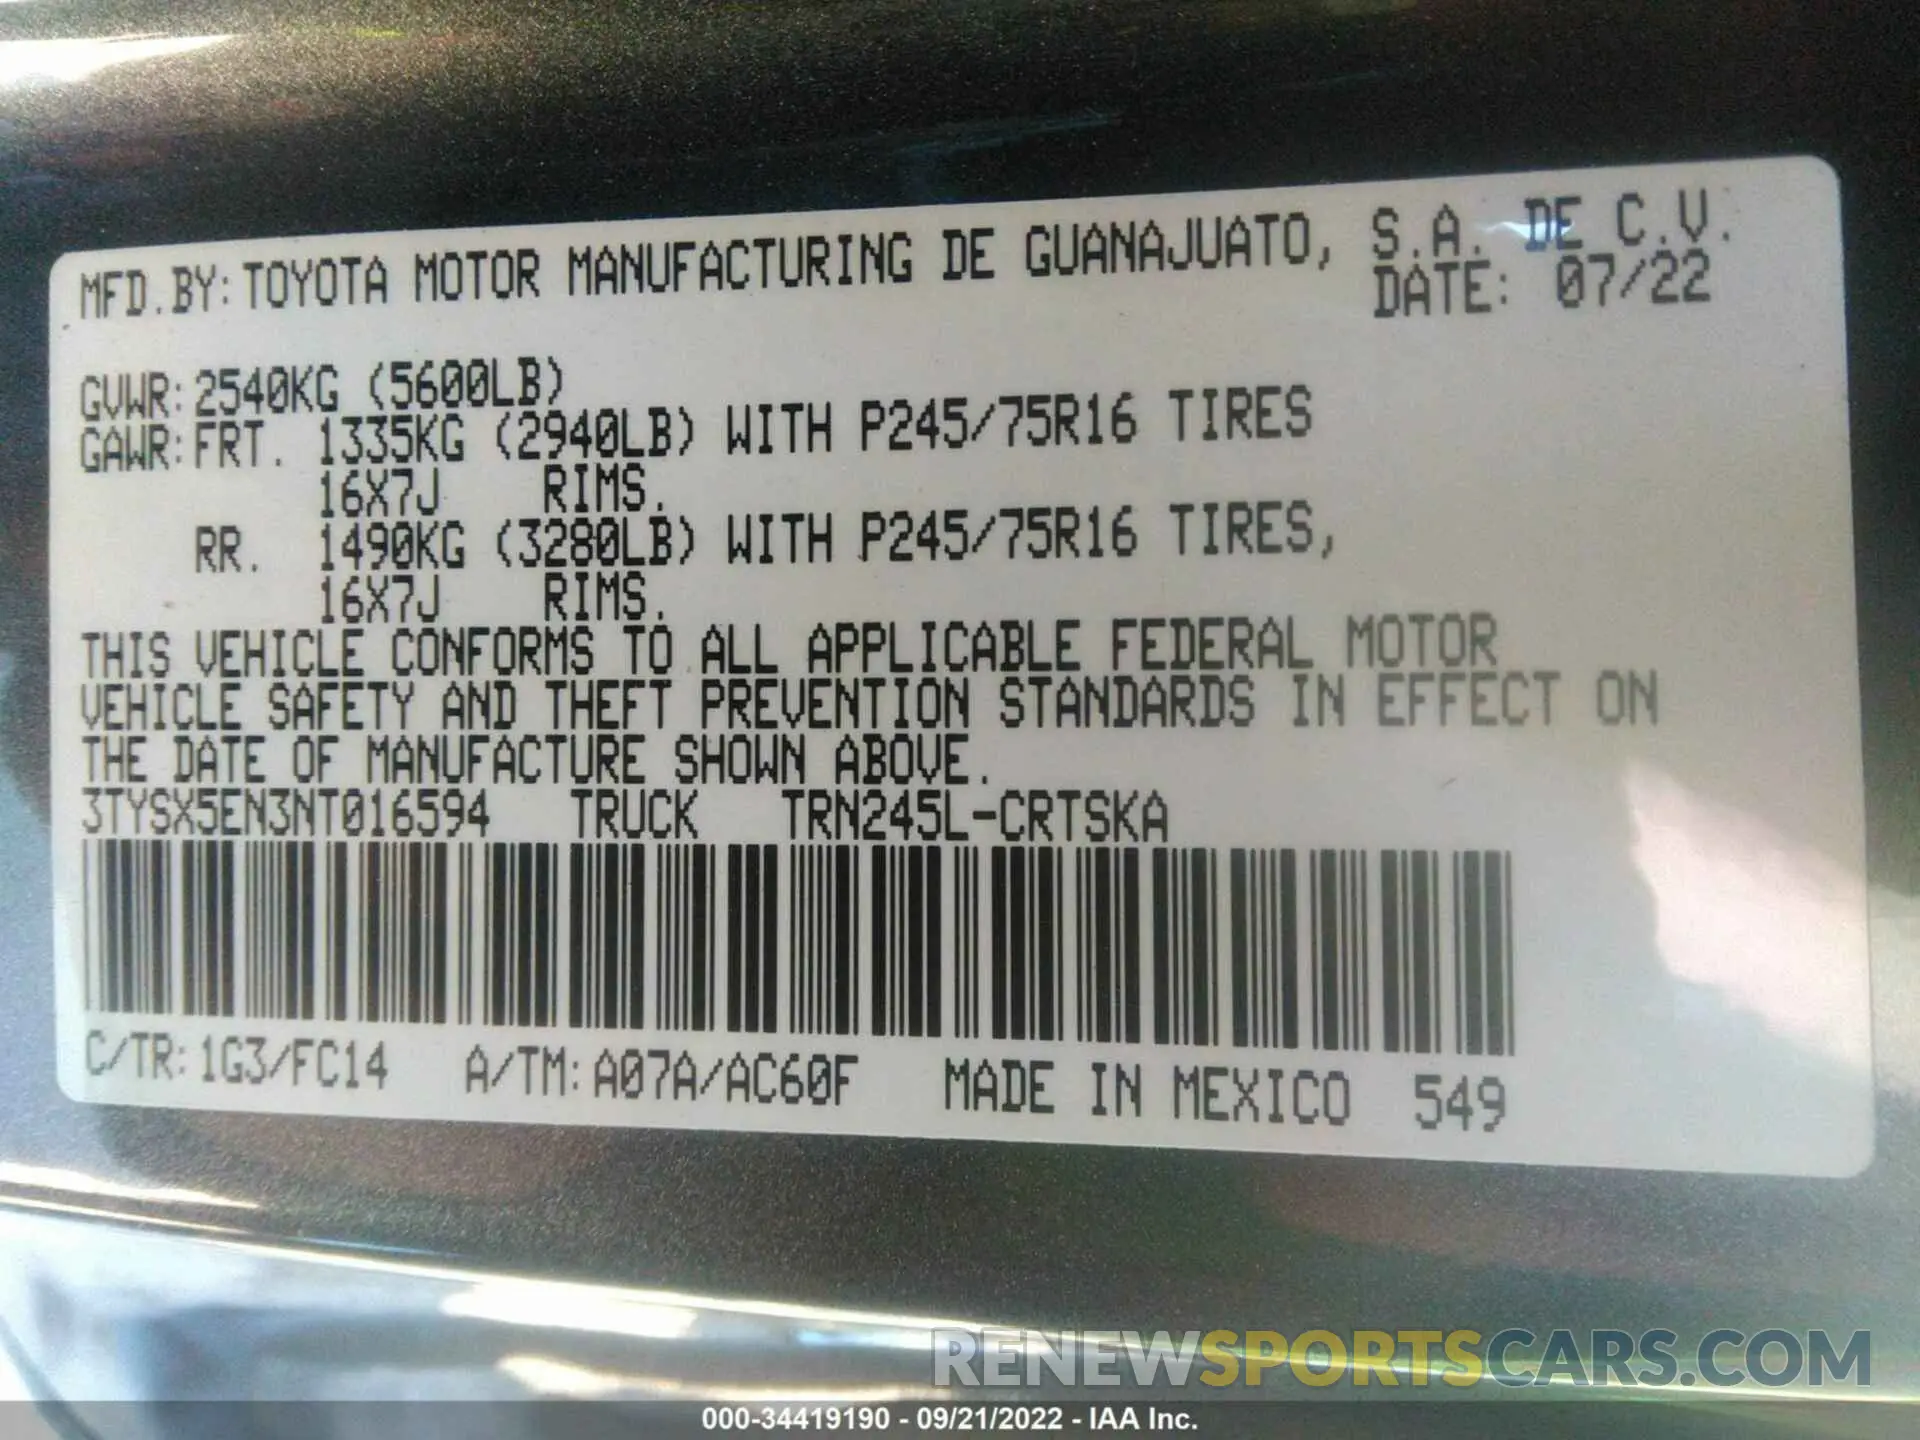 MFD.BY:TOYOTA MOTOR MANUFACTURING DE GUANAJUATO, S.A. DE C.V.
DATE: 07/22
GVWR:2540KG (5600LB)
GAWR:FRT. 1335KG (2940LB) WITH P245/75R16 TIRES
16X7J RIMS.
RR. 1490KG (3280LB) WITH P245/75R16 TIRES,
16X7J RIMS.
THIS VEHICLE CONFORMS TO ALL APPLICABLE FEDERAL MOTOR
VEHICLE SAFETY AND THEFT PREVENTION STANDARDS IN EFFECT ON
THE DATE OF MANUFACTURE SHOWN ABOVE.
3TYSX5EN3NT016594 TRUCK TRN245L-CRTSKA
C/TR:1G3/FC14 A/TM:A07A/AC60F MADE IN MEXICO 549
RENEWSPORTSCARS.COM
000-34419190 - 09/21/2022 - IAA Inc.